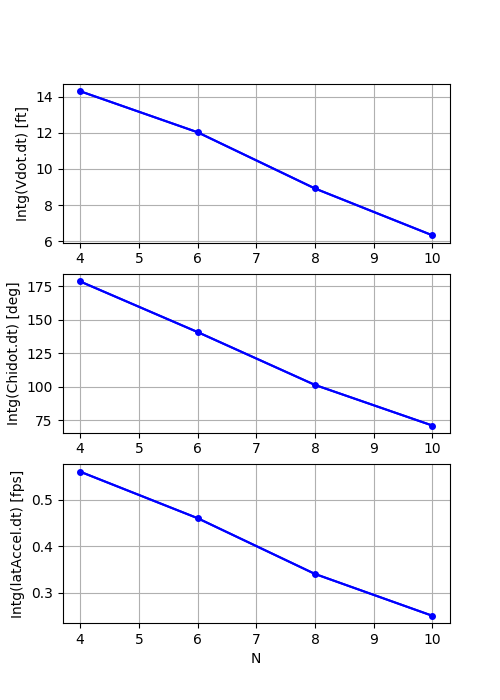 Intg(Vdot.dt) [ft]
14
12
10
8
6
4 5 6 7 8 9 10
Intg(Chidot.dt) [deg]
175
150
125
100
75
4 5 6 7 8 9 10
Intg(latAccel.dt) [fps]
0.5
0.4
0.3
4 5 6 7 8 9 10
N